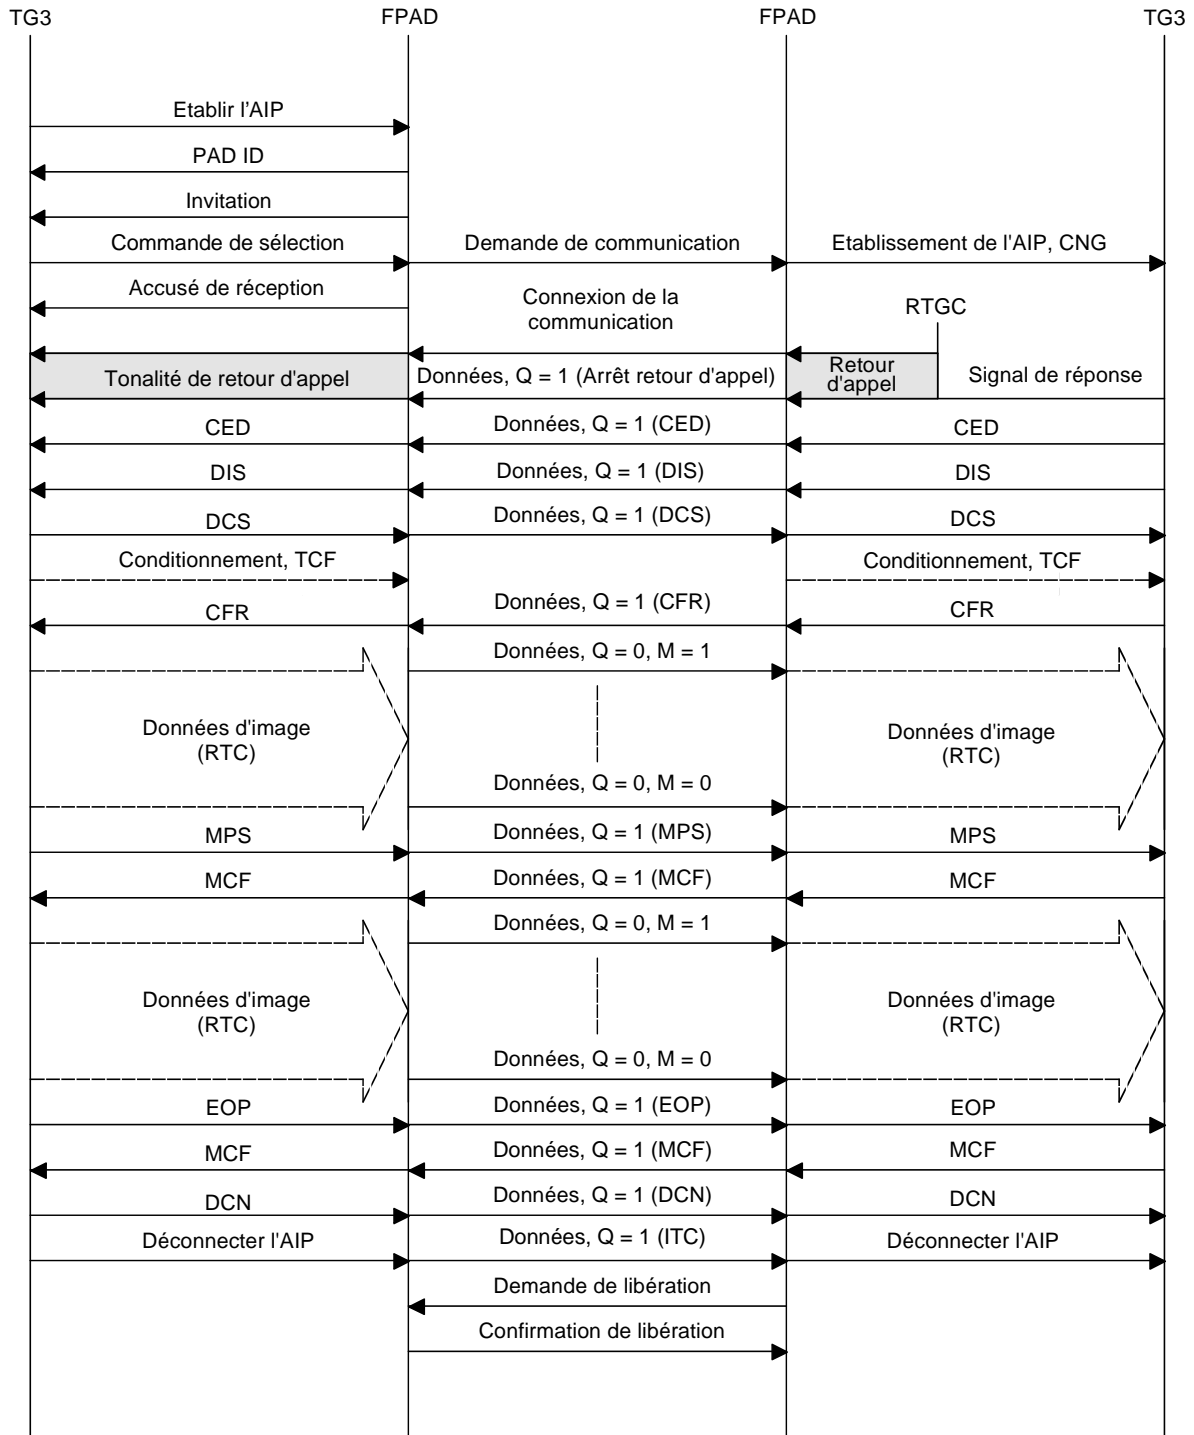 TG3 FPAD FPAD TG3
Etablir l'AIP
PAD ID
Invitation
Commande de sélection Demande de communication Etablissement de l'AIP, CNG
Accusé de réception
Connexion de la
communication
RTGC
Tonalité de retour d'appel Données, Q = 1 (Arrêt retour d'appel)
Retour
d'appel
Signal de réponse
CED Données, Q = 1 (CED) CED
DIS Données, Q = 1 (DIS) DIS
DCS Données, Q = 1 (DCS) DCS
Conditionnement, TCF Conditionnement, TCF
CFR Données, Q = 1 (CFR) CFR
Données, Q = 0, M = 1
Données d'image
(RTC)
Données d'image
(RTC)
Données, Q = 0, M = 0
MPS Données, Q = 1 (MPS) MPS
MCF Données, Q = 1 (MCF) MCF
Données, Q = 0, M = 1
Données d'image
(RTC)
Données d'image
(RTC)
Données, Q = 0, M = 0
EOP Données, Q = 1 (EOP) EOP
MCF Données, Q = 1 (MCF) MCF
DCN Données, Q = 1 (DCN) DCN
Déconnecter l'AIP Données, Q = 1 (ITC) Déconnecter l'AIP
Demande de libération
Confirmation de libération